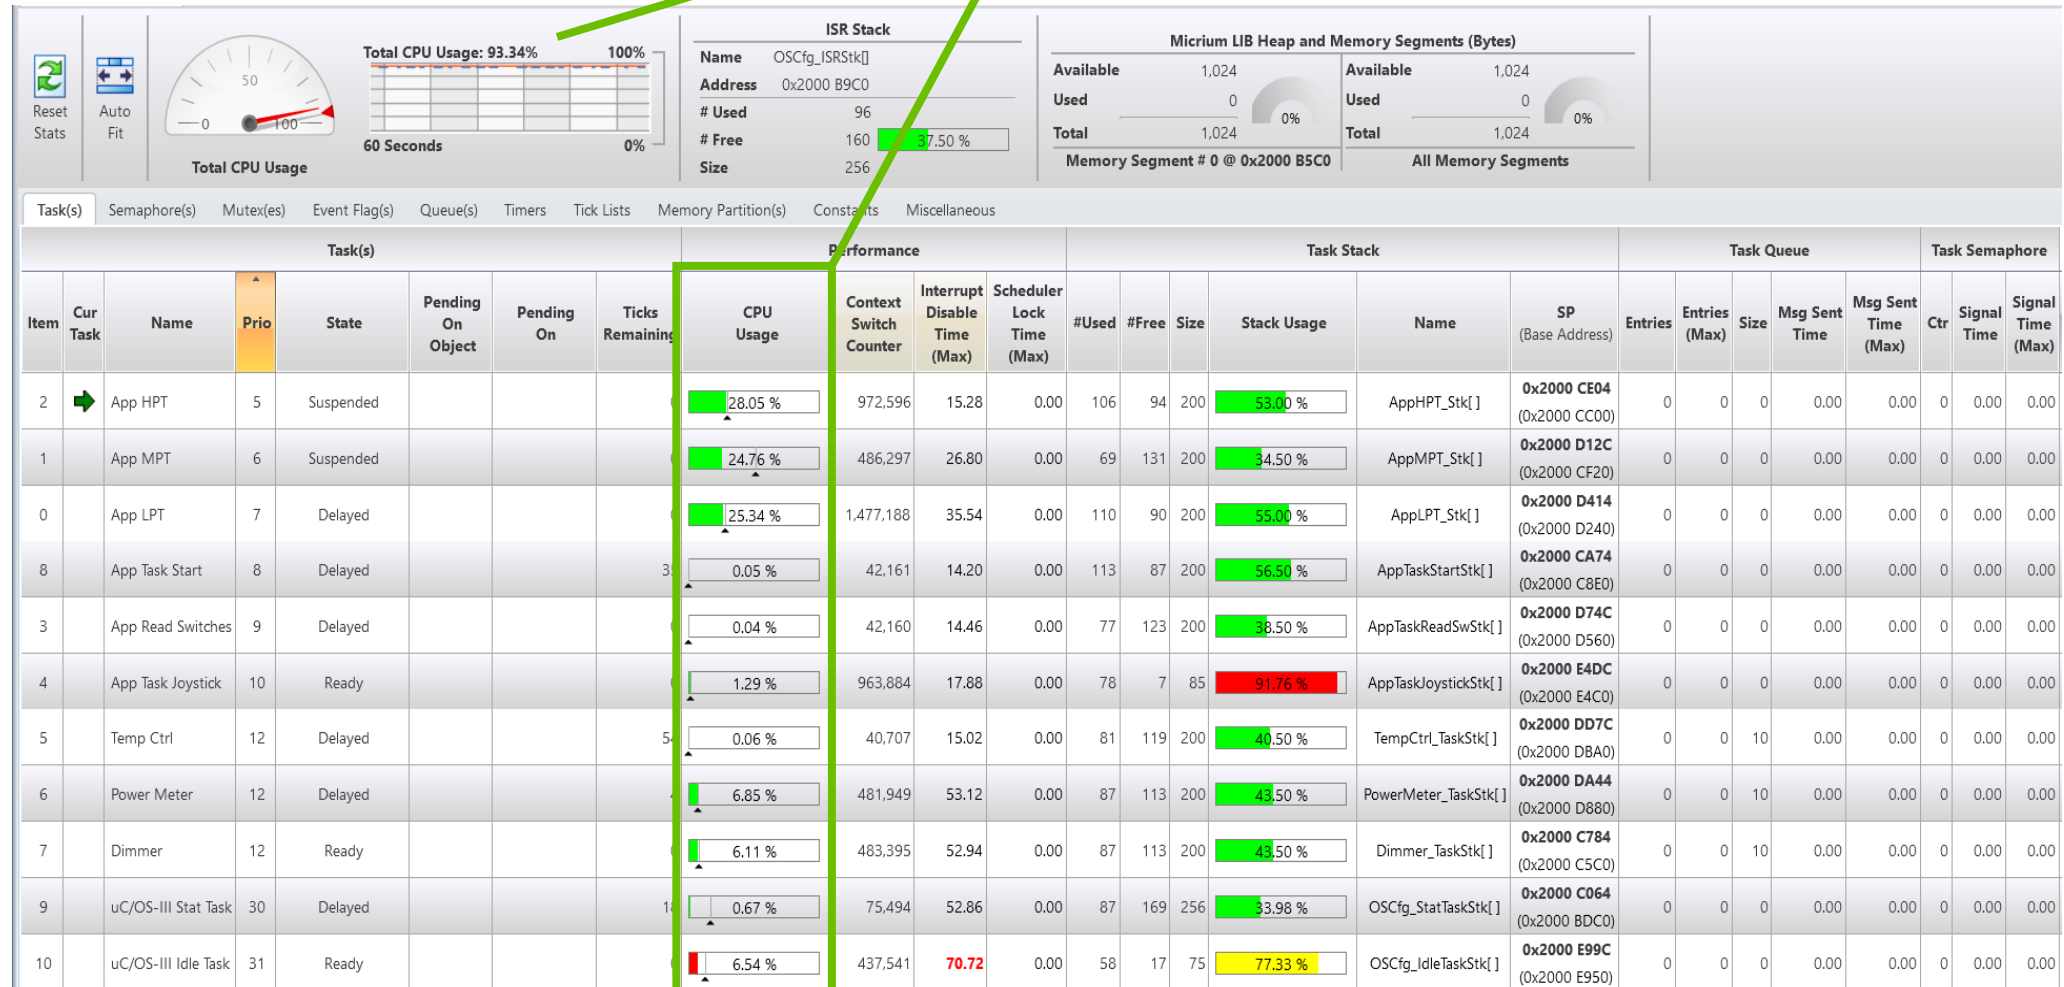 Reset
Stats
Auto
Fit
0 50 100
Total CPU Usage
Total CPU Usage: 93.34% 100%
60 Seconds 0%
ISR Stack
Name OSCfg_ISRStk[]
Address 0x2000 B9C0
# Used 96
# Free 160 37.50 %
Size 256
Micrium LIB Heap and Memory Segments (Bytes)
Available 1,024 Available 1,024
Used 0 Used 0
0% 0%
Total 1,024 Total 1,024
Memory Segment # 0 @ 0x2000 B5C0 All Memory Segments
Task(s) Semaphore(s) Mutex(es) Event Flag(s) Queue(s) Timers Tick Lists Memory Partition(s) Constants Miscellaneous
Task(s) Performance Task Stack Task Queue Task Semaphore
Item Cur Task Name Prio State Pending On Object Pending On Ticks Remaining CPU Usage Context Switch Counter Interrupt Disable Time (Max) Scheduler Lock Time (Max) #Used #Free Size Stack Usage Name SP (Base Address) Entries Entries (Max) Size Msg Sent Time Msg Sent Time (Max) Ctr Signal Time Signal Time (Max)
2 App HPT 5 Suspended 28.05 % 972,596 15.28 0.00 106 94 200 53.00 % AppHPT_Stk[ ] 0x2000 CE04 (0x2000 CC00) 0 0 0 0.00 0.00 0 0.00 0.00
1 App MPT 6 Suspended 24.76 % 486,297 26.80 0.00 69 131 200 34.50 % AppMPT_Stk[ ] 0x2000 D12C (0x2000 CF20) 0 0 0 0.00 0.00 0 0.00 0.00
0 App LPT 7 Delayed 25.34 % 1,477,188 35.54 0.00 110 90 200 55.00 % AppLPT_Stk[ ] 0x2000 D414 (0x2000 D240) 0 0 0 0.00 0.00 0 0.00 0.00
8 App Task Start 8 Delayed 0.05 % 42,161 14.20 0.00 113 87 200 56.50 % AppTaskStartStk[ ] 0x2000 CA74 (0x2000 C8E0) 0 0 0 0.00 0.00 0 0.00 0.00
3 App Read Switches 9 Delayed 0.04 % 42,160 14.46 0.00 77 123 200 38.50 % AppTaskReadSwStk[ ] 0x2000 D74C (0x2000 D560) 0 0 0 0.00 0.00 0 0.00 0.00
4 App Task Joystick 10 Ready 1.29 % 963,884 17.88 0.00 78 7 85 91.76 % AppTaskJoystickStk[ ] 0x2000 E4DC (0x2000 E4C0) 0 0 0 0.00 0.00 0 0.00 0.00
5 Temp Ctrl 12 Delayed 0.06 % 40,707 15.02 0.00 81 119 200 40.50 % TempCtrl_TaskStk[ ] 0x2000 DD7C (0x2000 DBA0) 0 0 10 0.00 0.00 0 0.00 0.00
6 Power Meter 12 Delayed 6.85 % 481,949 53.12 0.00 87 113 200 43.50 % PowerMeter_TaskStk[ ] 0x2000 DA44 (0x2000 D880) 0 0 10 0.00 0.00 0 0.00 0.00
7 Dimmer 12 Ready 6.11 % 483,395 52.94 0.00 87 113 200 43.50 % Dimmer_TaskStk[ ] 0x2000 C784 (0x2000 C5C0) 0 0 10 0.00 0.00 0 0.00 0.00
9 uC/OS-III Stat Task 30 Delayed 0.67 % 75,494 52.86 0.00 87 169 256 33.98 % OSCfg_StatTaskStk[ ] 0x2000 C064 (0x2000 BDC0) 0 0 0 0.00 0.00 0 0.00 0.00
10 uC/OS-III Idle Task 31 Ready 6.54 % 437,541 70.72 0.00 58 17 75 77.33 % OSCfg_IdleTaskStk[ ] 0x2000 E99C (0x2000 E950) 0 0 0 0.00 0.00 0 0.00 0.00